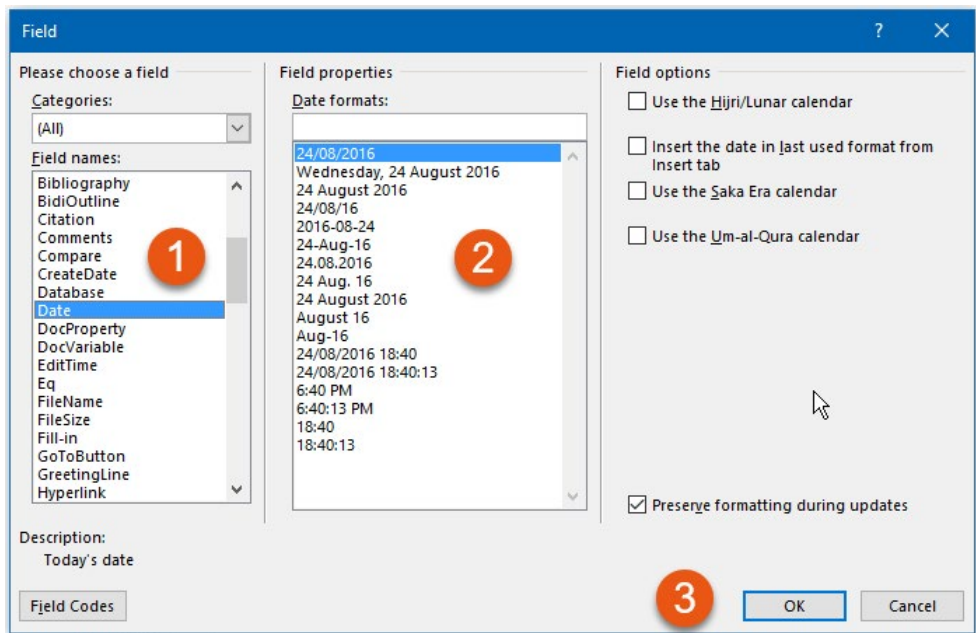 Field
?
Please choose a field
Categories:
(All)
Field names:
Bibliography
BidiOutline
Citation
Comments
Compare
CreateDate
Database
Date
DocProperty
DocVariable
EditTime
Eq
FileName
FileSize
Fill-in
GoToButton
GreetingLine
Hyperlink
1
Field properties
Date formats:
24/08/2016
Wednesday, 24 August 2016
24 August 2016
24/08/16
2016-08-24
24-Aug-16
24.08.2016
24 Aug. 16
24 August 2016
August 16
Aug-16
24/08/2016 18:40
24/08/2016 18:40:13
6:40 PM
6:40:13 PM
18:40
18:40:13
2
Field options
Use the Hijri/Lunar calendar
Insert the date in last used format from
Insert tab
Use the Saka Era calendar
Use the Um-al-Qura calendar
Preserve formatting during updates
Description:
Today's date
Field Codes
3
OK
Cancel